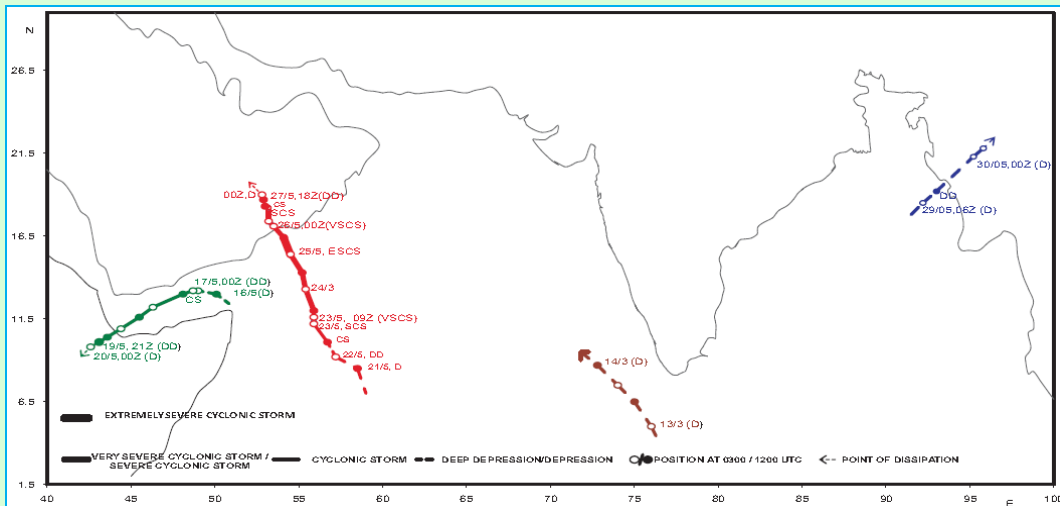 N
26.5
21.5
16.5
11.5
6.5
1.5
30/05,00Z (D)
DD
29/05,06Z (D)
00Z,D
27/5,18Z(DD)
CS
SCS
26/5,00Z(VSCS)
25/5, ESCS
24/3
23/5, 09Z (VSCS)
23/5, SCS
CS
22/5, DD
21/5, D
17/5,00Z (DD)
16/5(D)
CS
19/5, 21Z (DD)
20/5,00Z (D)
14/3 (D)
13/3 (D)
EXTREMELY SEVERE CYCLONIC STORM
VERY SEVERE CYCLONIC STORM /
SEVERE CYCLONIC STORM
CYCLONIC STORM
DEEP DEPRESSION/DEPRESSION
POSITION AT 0300 / 1200 UTC
POINT OF DISSIPATION
40 45 50 55 60 65 70 75 80 85 90 95 100
E